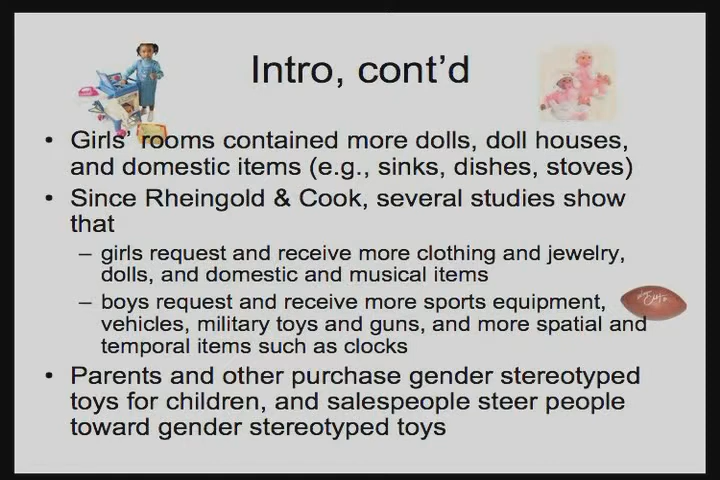 Intro, cont'd
• Girls' rooms contained more dolls, doll houses,
and domestic items (e.g., sinks, dishes, stoves)
• Since Rheingold & Cook, several studies show
that
– girls request and receive more clothing and jewelry,
dolls, and domestic and musical items
– boys request and receive more sports equipment,
vehicles, military toys and guns, and more spatial and
temporal items such as clocks
• Parents and other purchase gender stereotyped
toys for children, and salespeople steer people
toward gender stereotyped toys